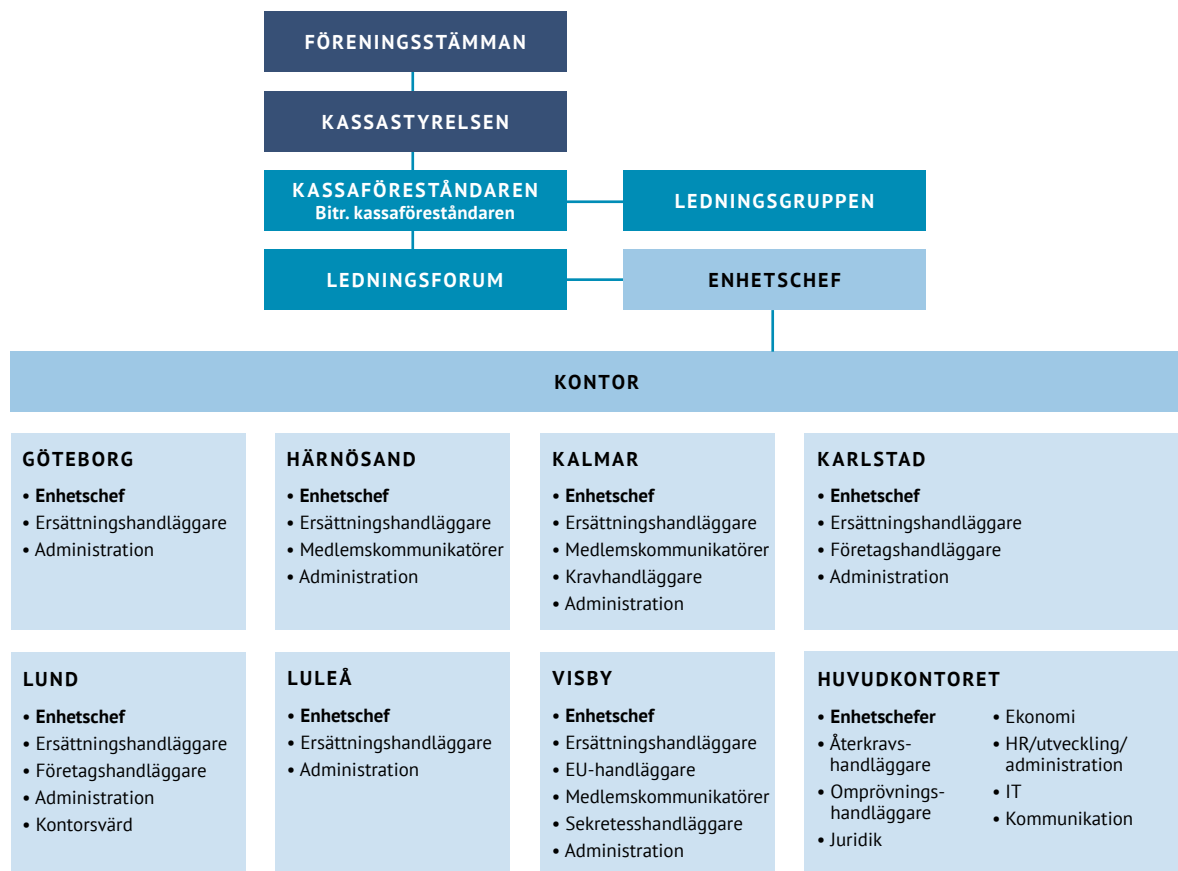 FÖRENINGSSTÄMMAN
KASSASTYRELSEN
KASSAFÖRESTÅNDAREN
Bitr. kassaföreståndaren
LEDNINGSGRUPPEN
LEDNINGSFORUM
ENHETSCHEF
KONTOR
GÖTEBORG
• Enhetschef
• Ersättningshandläggare
• Administration
HÄRNÖSAND
• Enhetschef
• Ersättningshandläggare
• Medlemskommunikatörer
• Administration
KALMAR
• Enhetschef
• Ersättningshandläggare
• Medlemskommunikatörer
• Kravhandläggare
• Administration
KARLSTAD
• Enhetschef
• Ersättningshandläggare
• Företagshandläggare
• Administration
LUND
• Enhetschef
• Ersättningshandläggare
• Företagshandläggare
• Administration
• Kontorsvärd
LULEÅ
• Enhetschef
• Ersättningshandläggare
• Administration
VISBY
• Enhetschef
• Ersättningshandläggare
• EU-handläggare
• Medlemskommunikatörer
• Sekretesshandläggare
• Administration
HUVUDKONTORET
• Enhetschefer
• Återkravs-
handläggare
• Omprövnings-
handläggare
• Juridik
• Ekonomi
• HR/utveckling/
administration
• IT
• Kommunikation